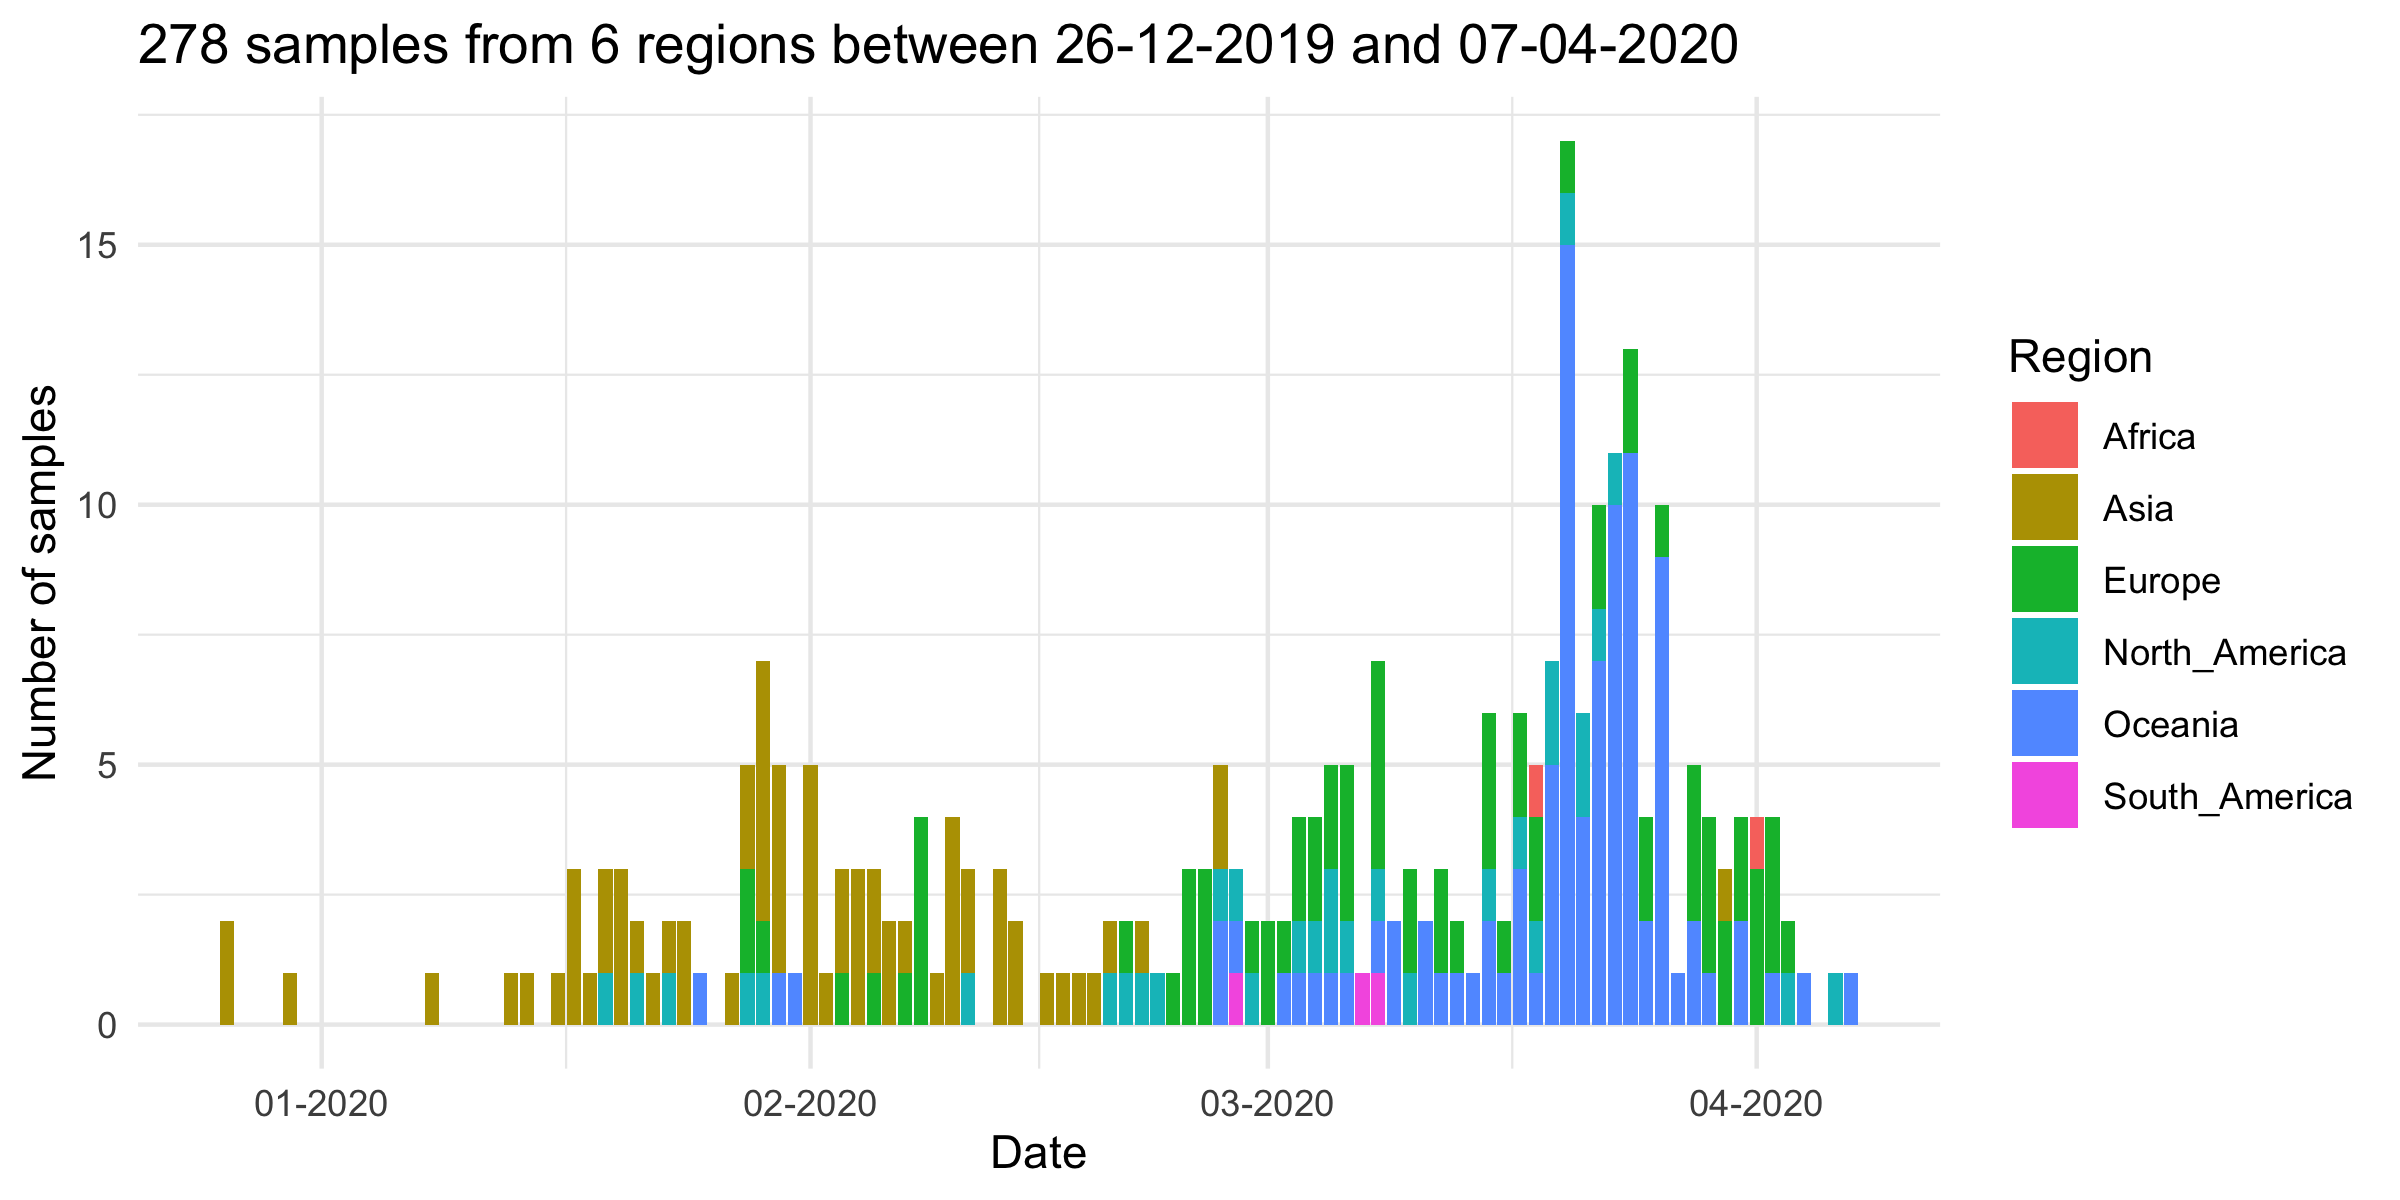 278 samples from 6 regions between 26-12-2019 and 07-04-2020
Number of samples
15
10
5
0
01-2020 02-2020 03-2020 04-2020
Date
Region
Africa
Asia
Europe
North_America
Oceania
South_America